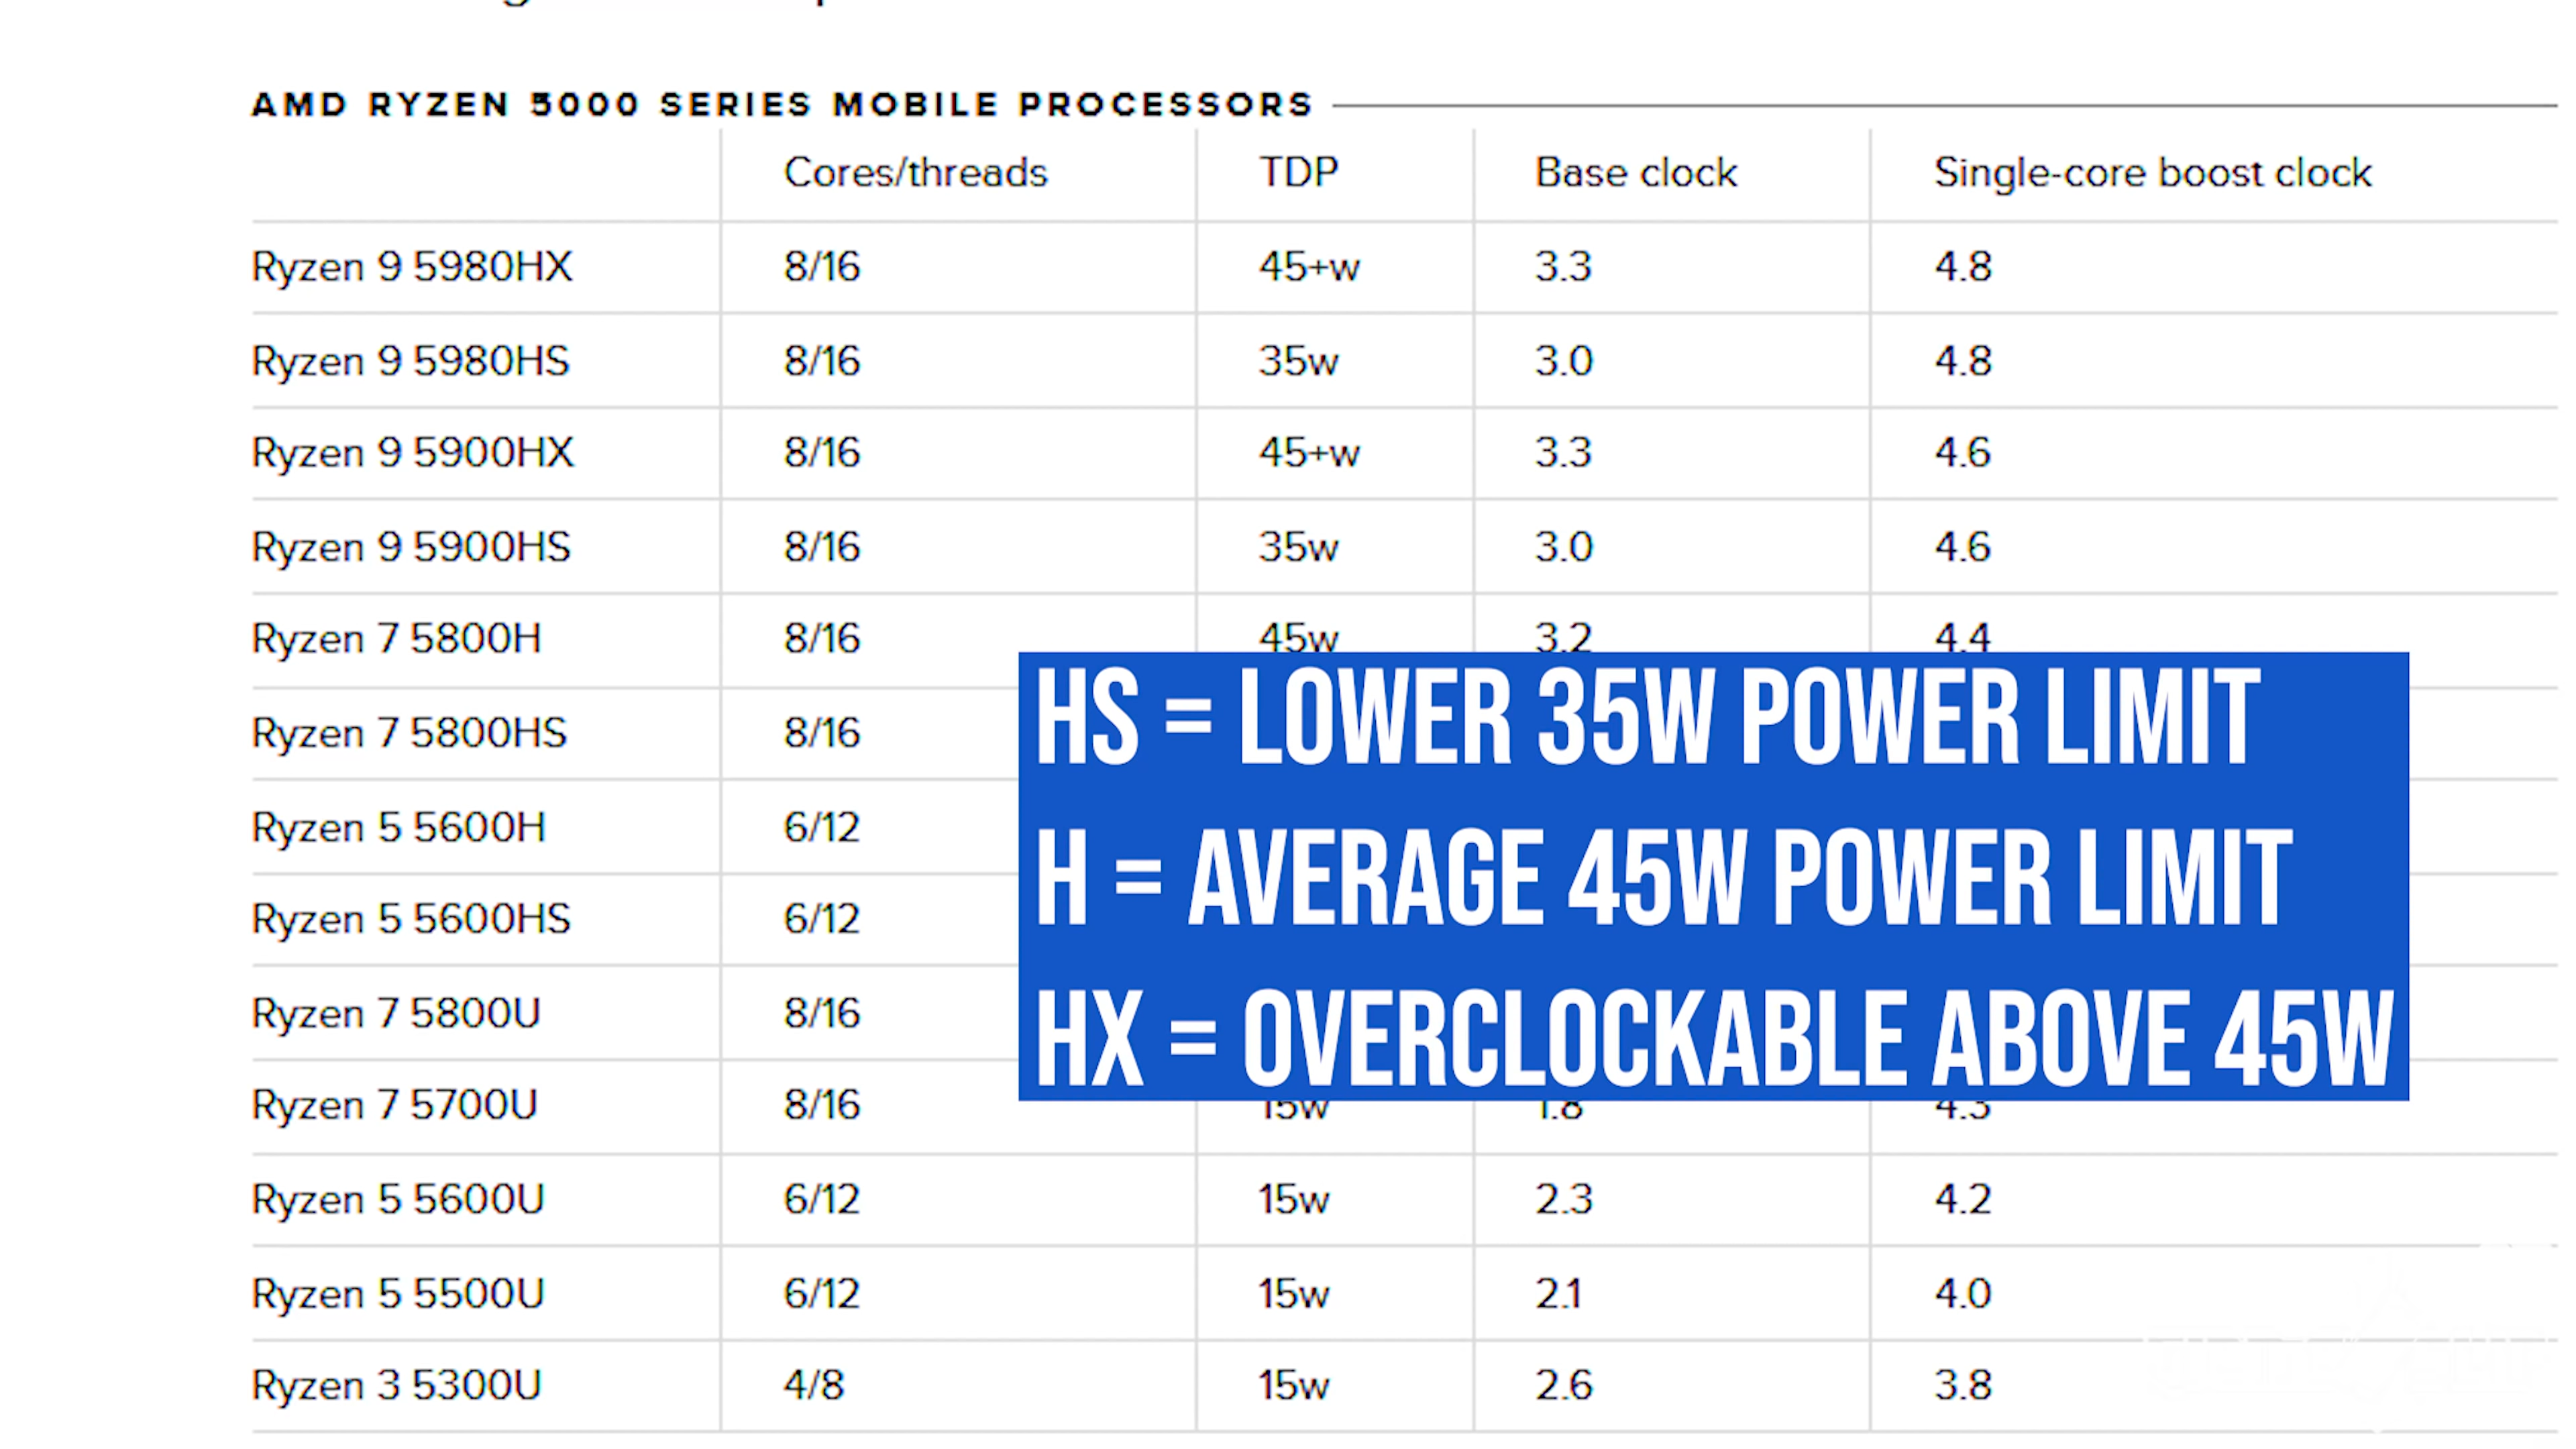 AMD RYZEN 5000 SERIES MOBILE PROCESSORS
Cores/threads TDP Base clock Single-core boost clock
Ryzen 9 5980HX 8/16 45+w 3.3 4.8
Ryzen 9 5980HS 8/16 35w 3.0 4.8
Ryzen 9 5900HX 8/16 45+w 3.3 4.6
Ryzen 9 5900HS 8/16 35w 3.0 4.6
Ryzen 7 5800H 8/16 45w 3.2 4.4
Ryzen 7 5800HS 8/16
Ryzen 5 5600H 6/12
Ryzen 5 5600HS 6/12
Ryzen 7 5800U 8/16
Ryzen 7 5700U 8/16 15w 1.8 4.3
Ryzen 5 5600U 6/12 15w 2.3 4.2
Ryzen 5 5500U 6/12 15w 2.1 4.0
Ryzen 3 5300U 4/8 15w 2.6 3.8
HS = LOWER 35W POWER LIMIT
H = AVERAGE 45W POWER LIMIT
HX = OVERCLOCKABLE ABOVE 45W